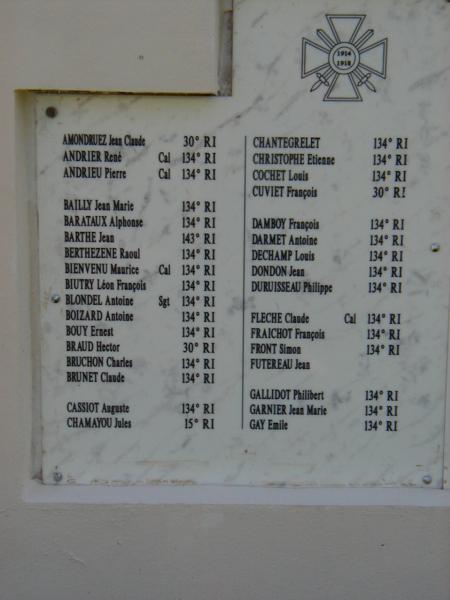 1914
1918
AMONDRUEZ Jean Claude 30° RI
ANDRIER René Cal 134° RI
ANDRIEU Pierre Cal 134° RI
BAILLY Jean Marie 134° RI
BARATAUX Alphonse 134° RI
BARTHE Jean 143° RI
BERTHEZENE Raoul 134° RI
BIENVENU Maurice Cal 134° RI
BIUTRY Léon François 134° RI
BLONDEL Antoine Sgt 134° RI
BOIZARD Antoine 134° RI
BOUY Ernest 134° RI
BRAUD Hector 30° RI
BRUCHON Charles 134° RI
BRUNET Claude 134° RI
CASSIOT Auguste 134° RI
CHAMAYOU Jules 15° RI
CHANTEGRELET 134° RI
CHRISTOPHE Etienne 134° RI
COCHET Louis 134° RI
CUVIET François 30° RI
DAMBOY François 134° RI
DARMET Antoine 134° RI
DECHAMP Louis 134° RI
DONDON Jean 134° RI
DURUISSEAU Philippe 134° RI
FLECHE Claude Cal 134° RI
FRAICHOT François 134° RI
FRONT Simon 134° RI
FUTEREAU Jean
GALLIDOT Philibert 134° RI
GARNIER Jean Marie 134° RI
GAY Emile 134° RI